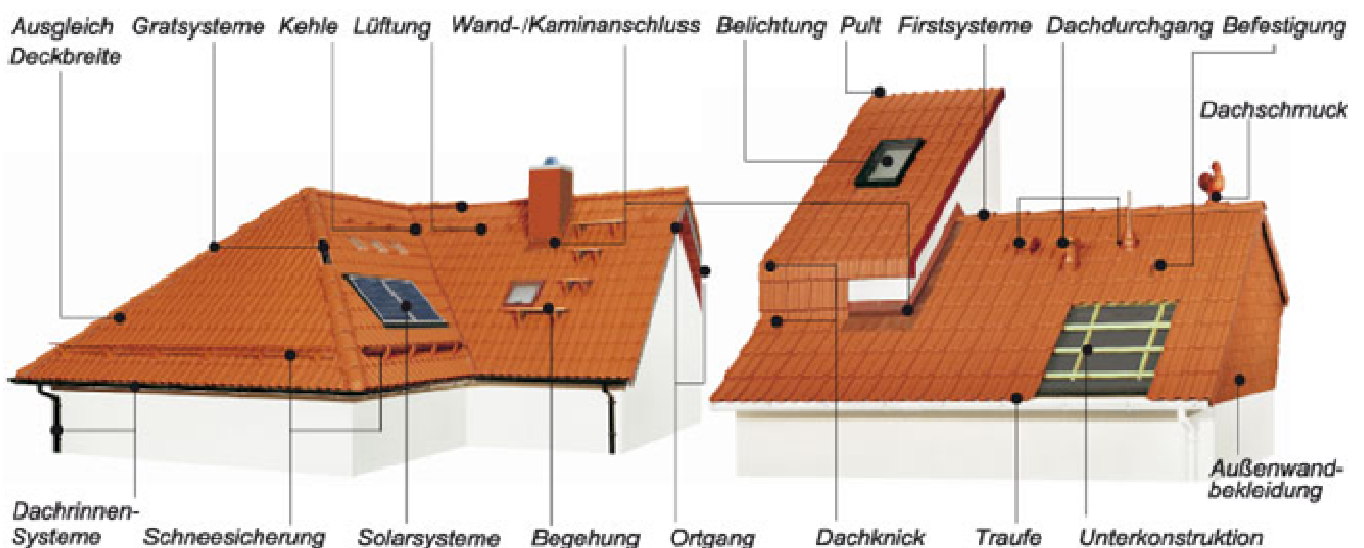 Ausgleich
Deckbreite
Gratsysteme
Kehle
Lüftung
Wand-/Kaminanschluss
Belichtung
Pult
Firstsysteme
Dachdurchgang
Befestigung
Dachschmuck
Außenwand-
bekleidung
Dachrinnen-
Systeme
Schneesicherung
Solarsysteme
Begehung
Ortgang
Dachknick
Traufe
Unterkonstruktion